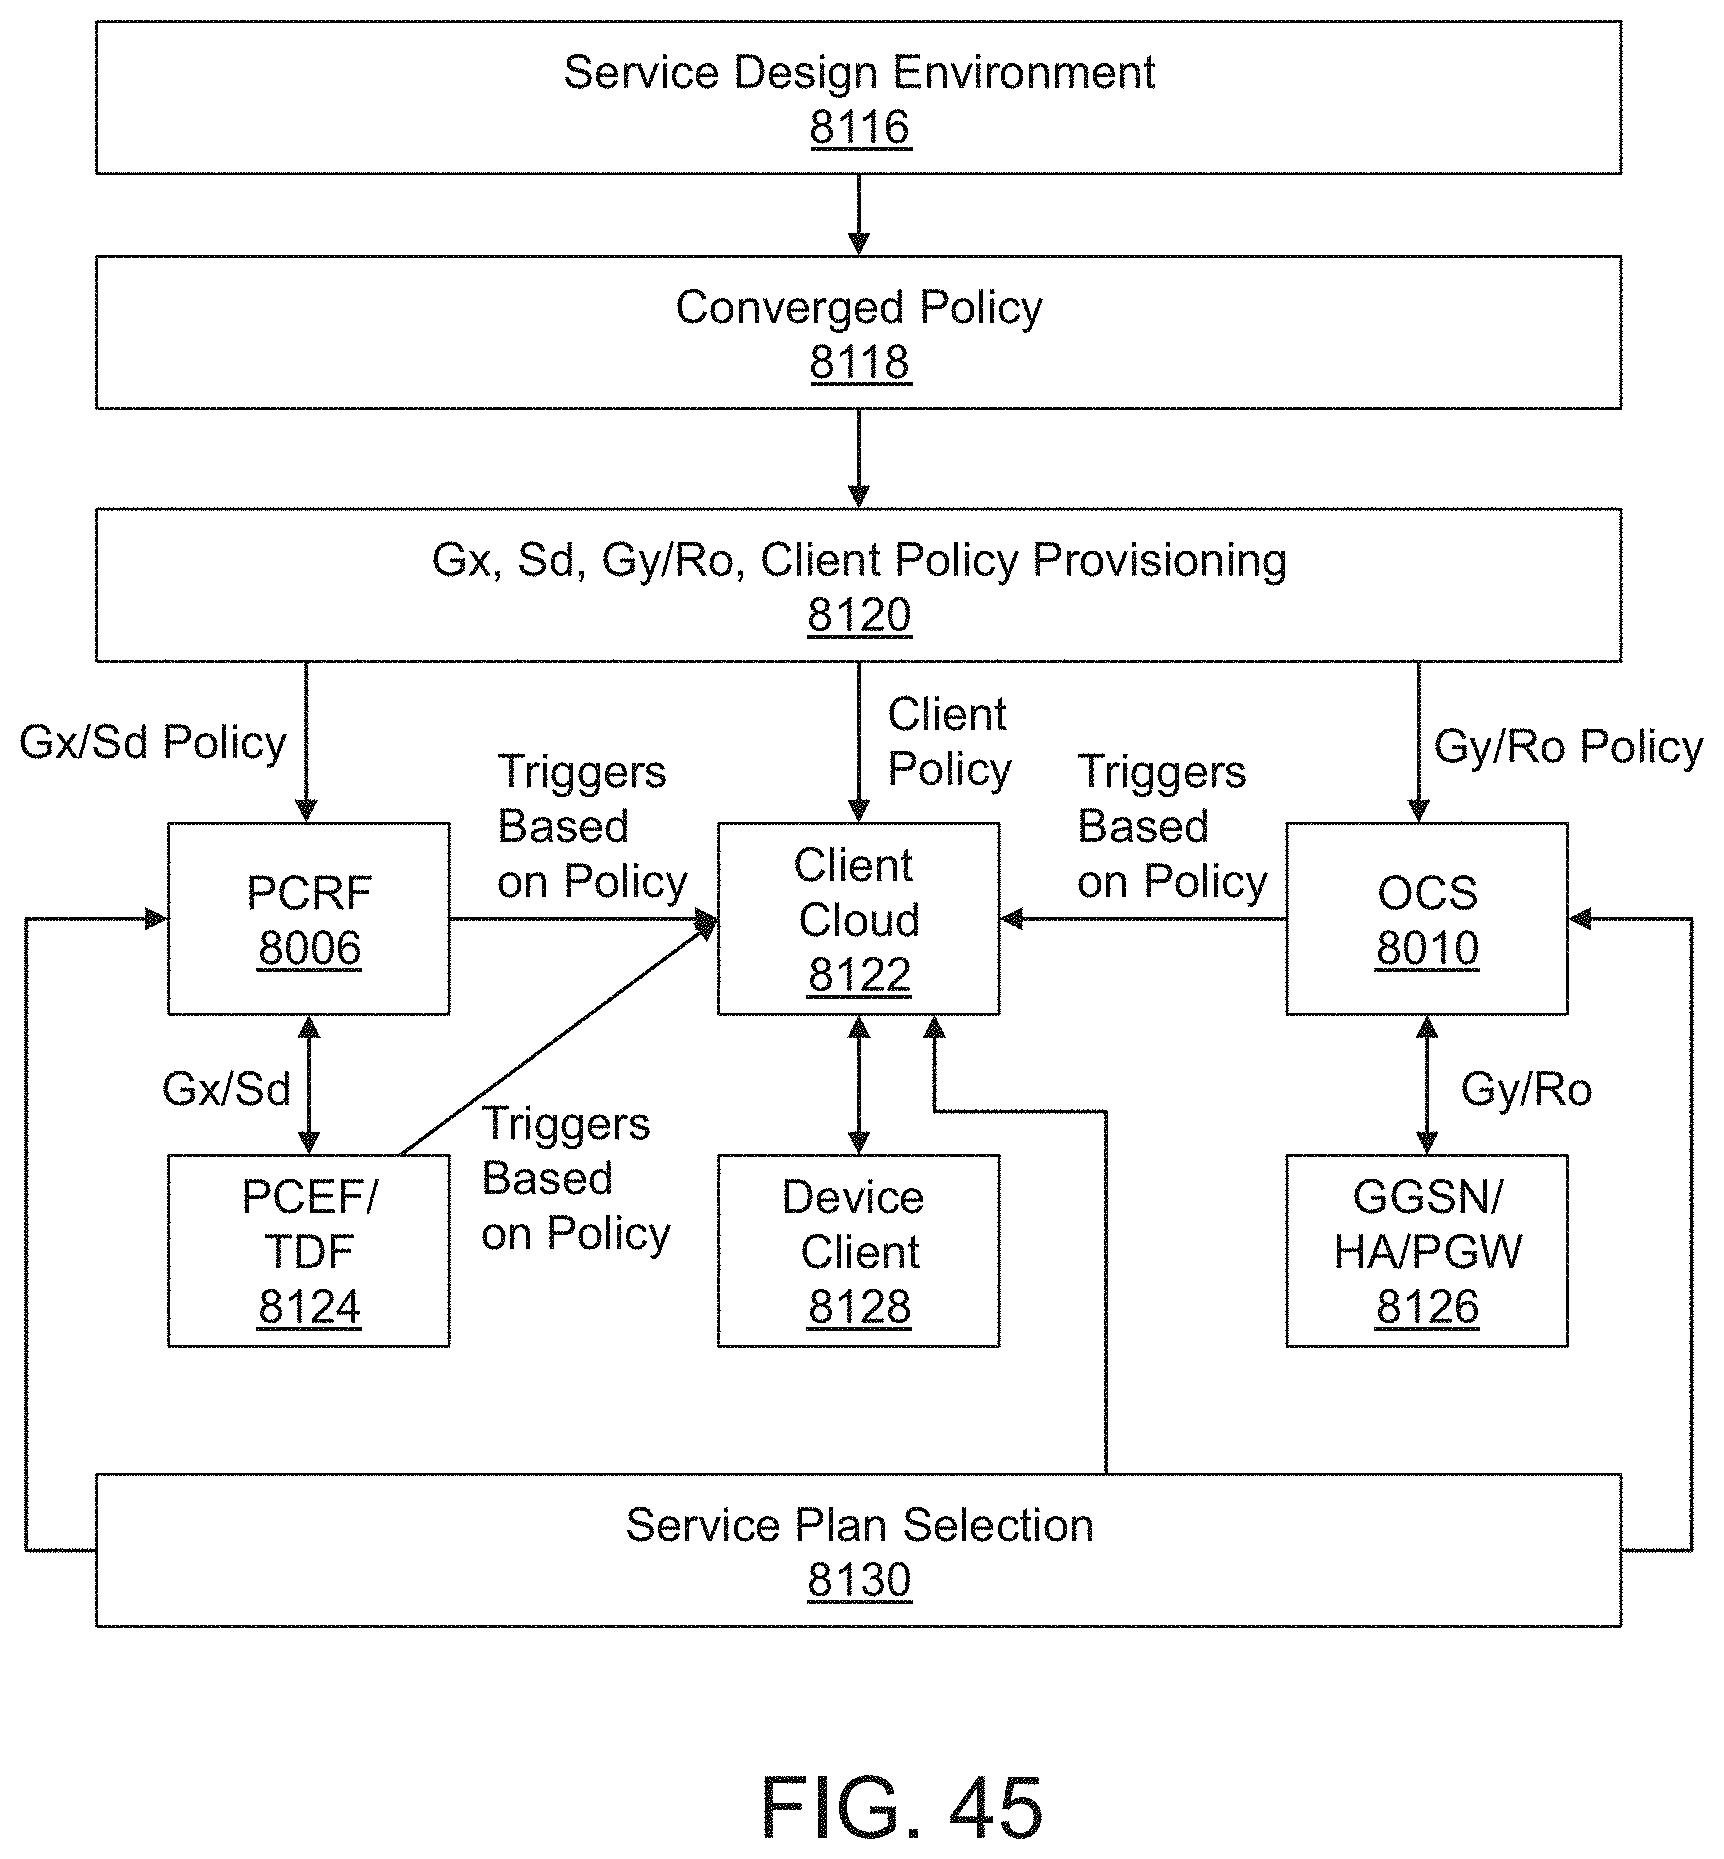 Service Design Environment
8116
Converged Policy
8118
Gx, Sd, Gy/Ro, Client Policy Provisioning
8120
Gx/Sd Policy
Client
Policy
Gy/Ro Policy
Triggers
Based
on Policy
Triggers
Based
on Policy
PCRF
8006
Client
Cloud
8122
OCS
8010
Gx/Sd
Gy/Ro
Triggers
Based
on Policy
PCEF/
TDF
8124
Device
Client
8128
GGSN/
HA/PGW
8126
Service Plan Selection
8130
FIG. 45